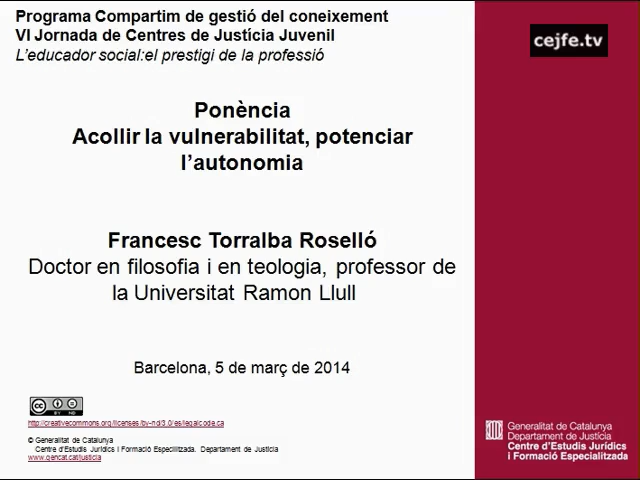 Programa Compartim de gestió del coneixement
VI Jornada de Centres de Justícia Juvenil
L'educador social:el prestigi de la professió
cejfe.tv
Ponència
Acollir la vulnerabilitat, potenciar
l'autonomia
Francesc Torralba Roselló
Doctor en filosofia i en teologia, professor de
la Universitat Ramon Llull
Barcelona, 5 de març de 2014
cc BY ND
http://creativecommons.org/licenses/by-nd/3.0/es/legalcode.ca
© Generalitat de Catalunya
Centre d'Estudis Jurídics i Formació Especialitzada. Departament de Justícia
www.gencat.cat/justicia
Generalitat de Catalunya
Departament de Justícia
Centre d'Estudis Jurídics
i Formació Especialitzada